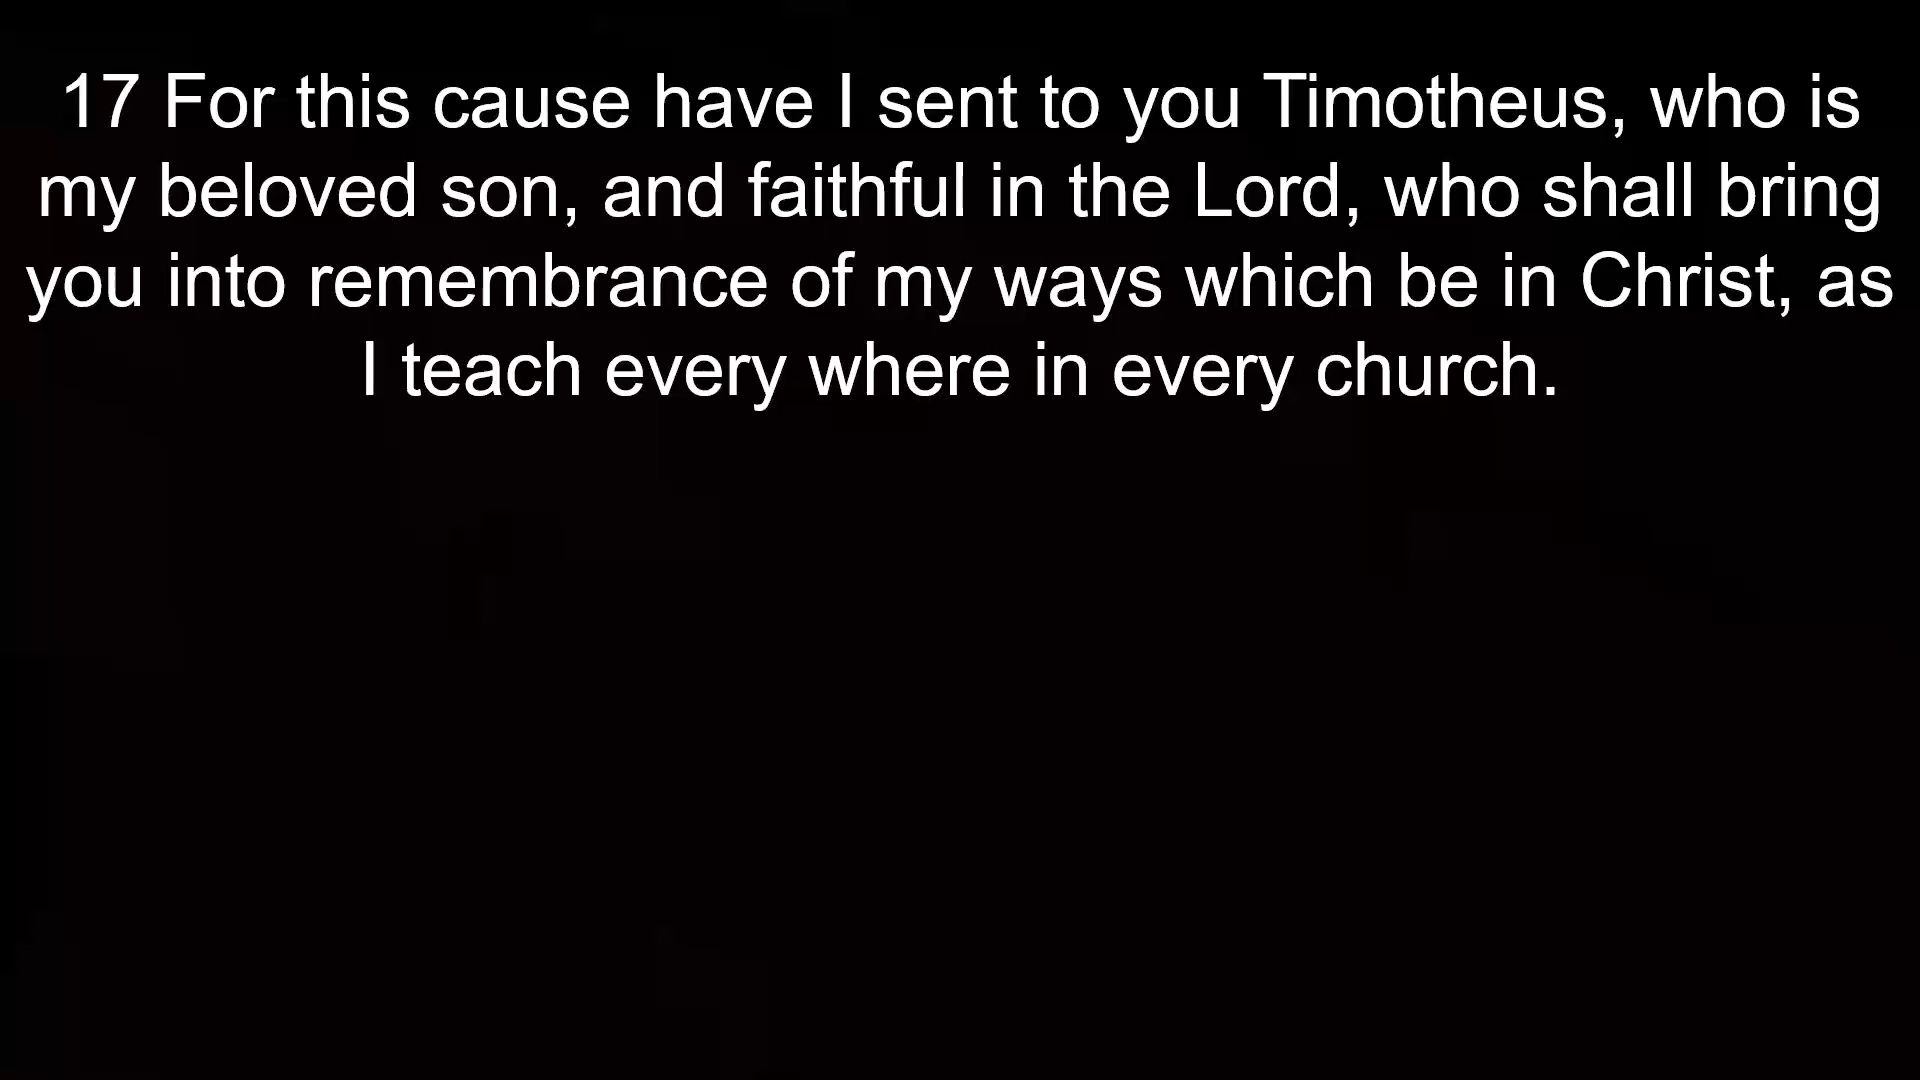 17 For this cause have I sent to you Timotheus, who is
my beloved son, and faithful in the Lord, who shall bring
you into remembrance of my ways which be in Christ, as
I teach every where in every church.